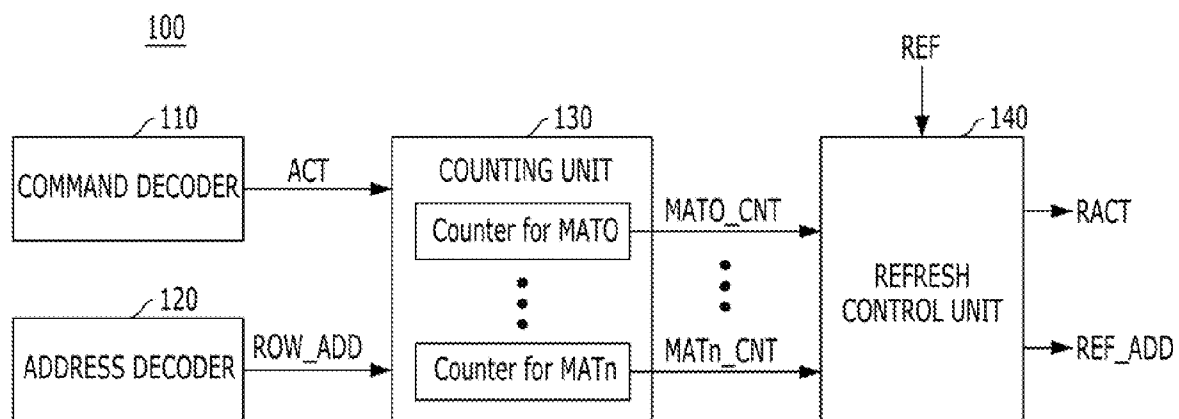 100
REF
110
COMMAND DECODER
ACT
130
COUNTING UNIT
Counter for MAT0
MAT0_CNT
140
REFRESH
CONTROL UNIT
RACT
120
ADDRESS DECODER
ROW_ADD
Counter for MATn
MATn_CNT
REF_ADD